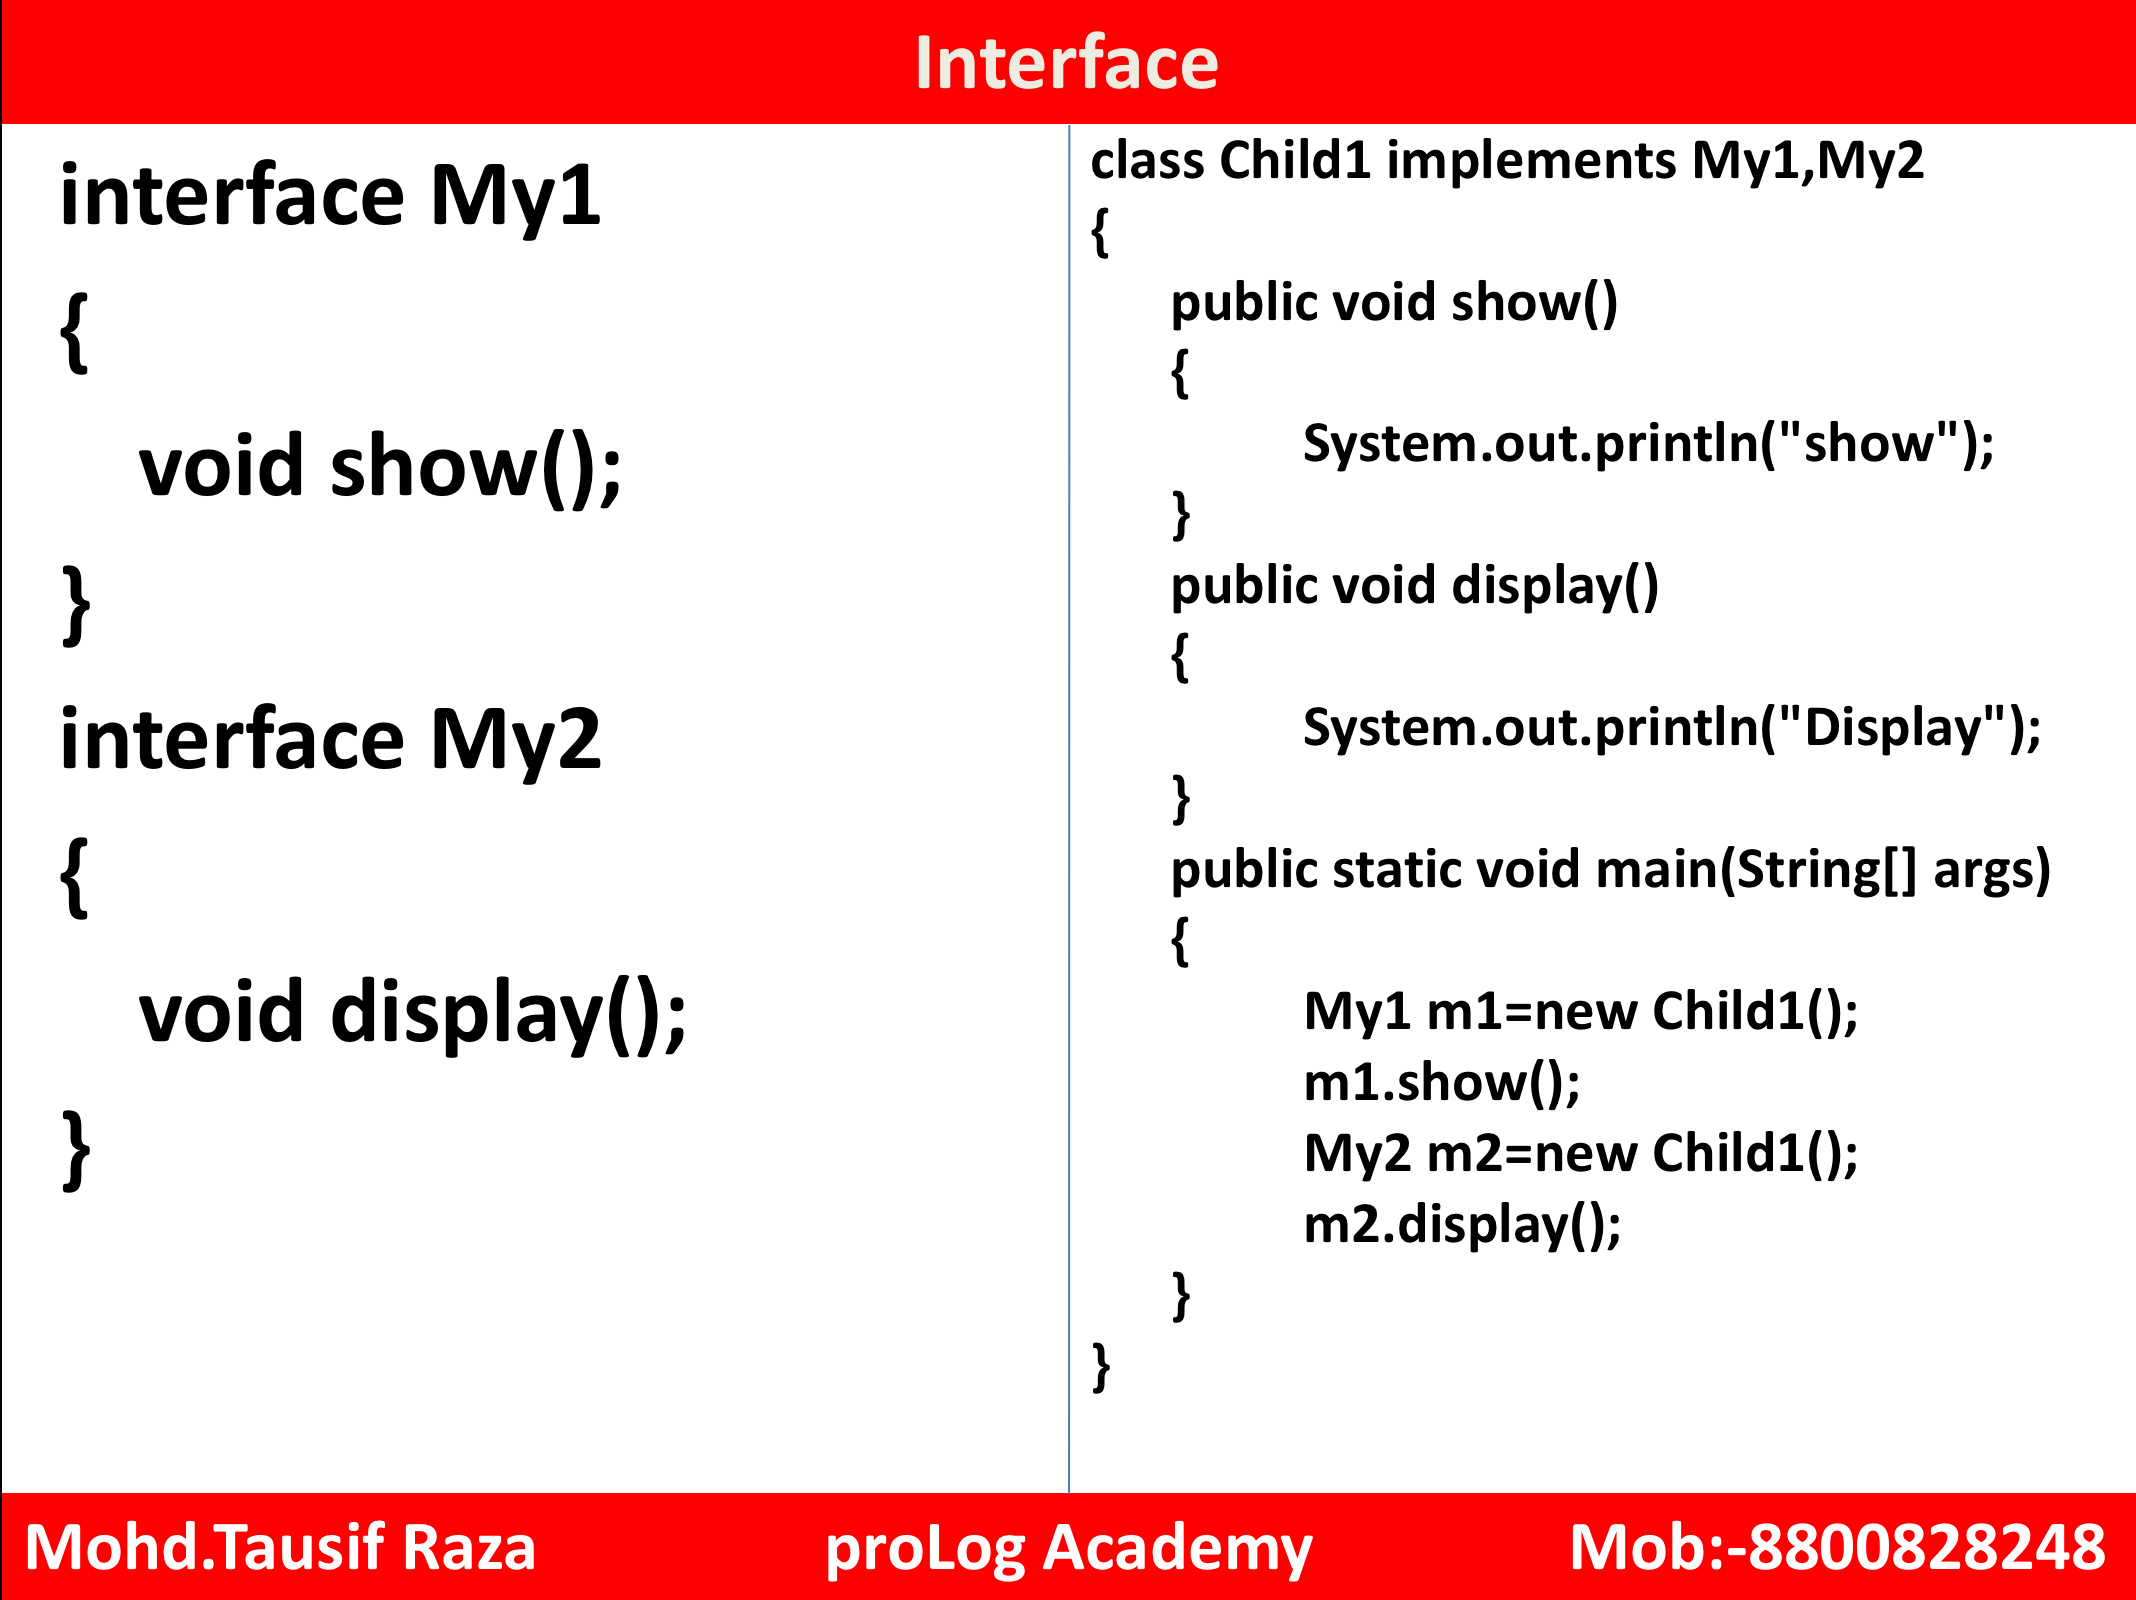 Interface
interface My1
{
void show();
}
interface My2
{
void display();
}
class Child1 implements My1,My2
{
public void show()
{
System.out.println("show");
}
public void display()
{
System.out.println("Display");
}
public static void main(String[] args)
{
My1 m1=new Child1();
m1.show();
My2 m2=new Child1();
m2.display();
}
}
Mohd.Tausif Raza proLog Academy Mob:-8800828248